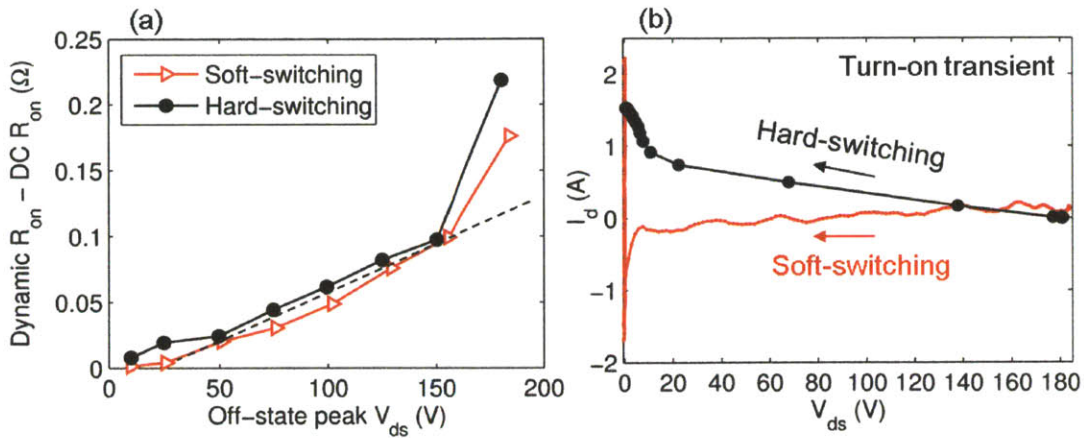 (a)
Dynamic R_on – DC R_on (Ω)
0.25
0.2
0.15
0.1
0.05
0
Soft–switching
Hard–switching
0
50
100
150
200
Off-state peak V_ds (V)
(b)
I_d (A)
2
1
0
−1
−2
Turn-on transient
Hard-switching
Soft-switching
0 20 40 60 80 100 120 140 160 180
V_ds (V)